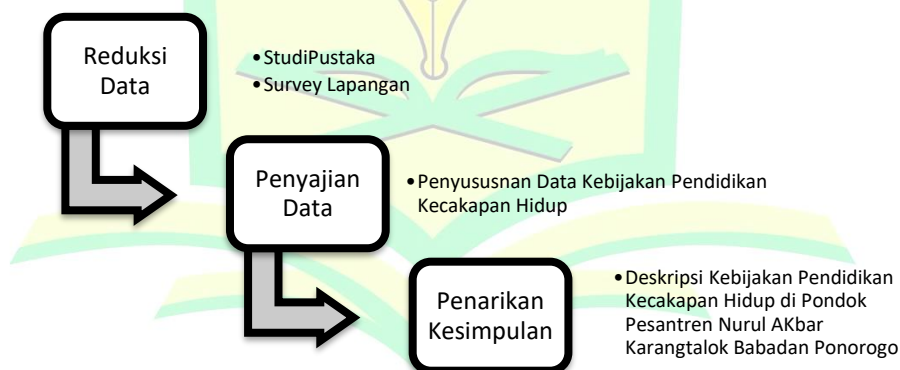 Reduksi
Data
•StudiPustaka
•Survey Lapangan
Penyajian
Data
•Penyususnan Data Kebijakan Pendidikan
Kecakapan Hidup
Penarikan
Kesimpulan
•Deskripsi Kebijakan Pendidikan
Kecakapan Hidup di Pondok
Pesantren Nurul AKbar
Karangtalok Babadan Ponorogo